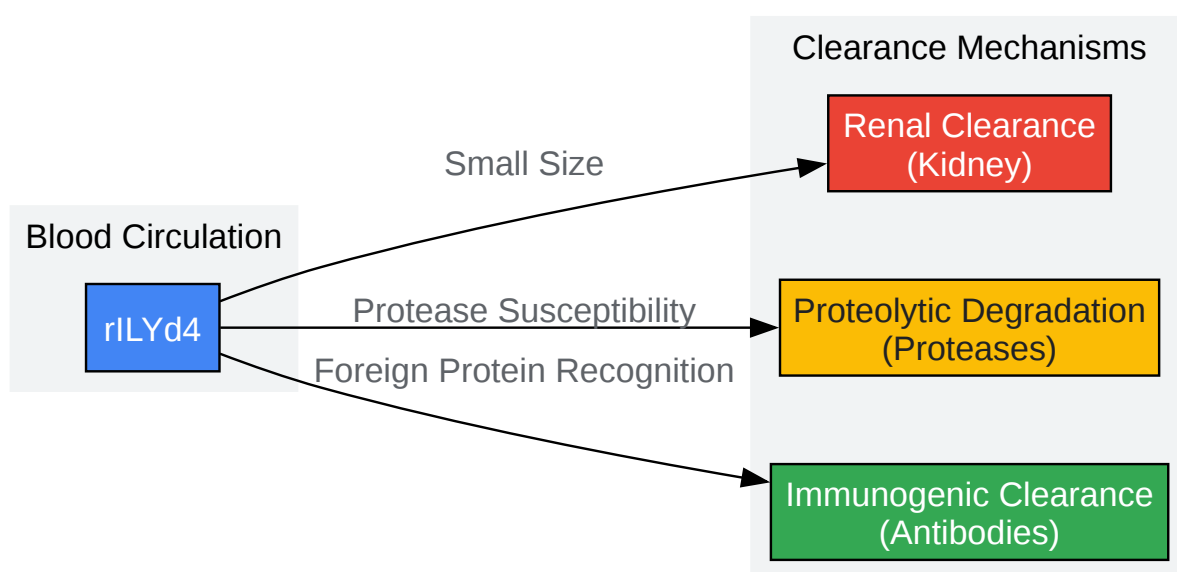 Clearance Mechanisms
Renal Clearance
(Kidney)
Small Size
Blood Circulation
rILYd4
Protease Susceptibility
Proteolytic Degradation
(Proteases)
Foreign Protein Recognition
Immunogenic Clearance
(Antibodies)